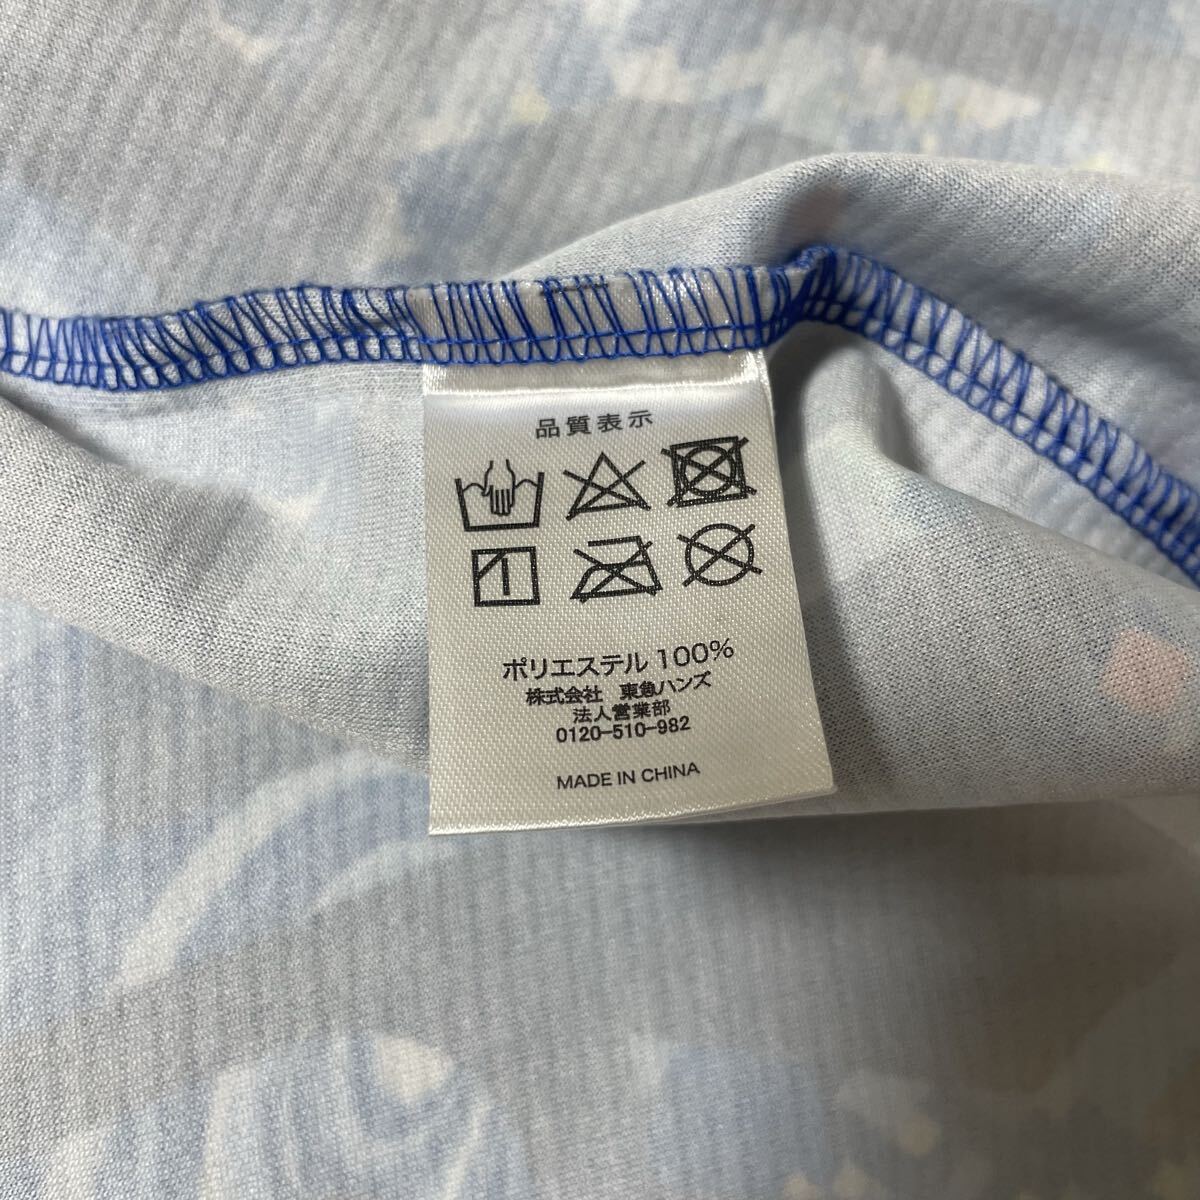 品質表示
ポリエステル 100%
株式会社 東急ハンズ
法人営業部
0120-510-982
MADE IN CHINA